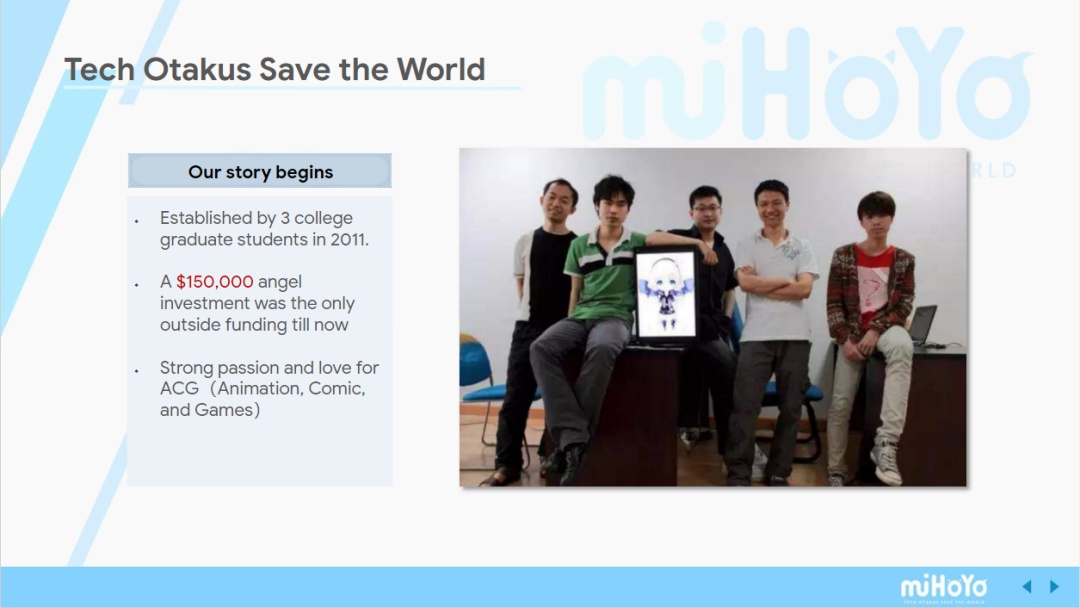 miHoYo
Tech Otakus Save the World
RLD
Our story begins
• Established by 3 college
graduate students in 2011.
• A $150,000 angel
investment was the only
outside funding till now
• Strong passion and love for
ACG（Animation, Comic,
and Games）
?
miHoYo
TECH OTAKUS SAVE THE WORLD